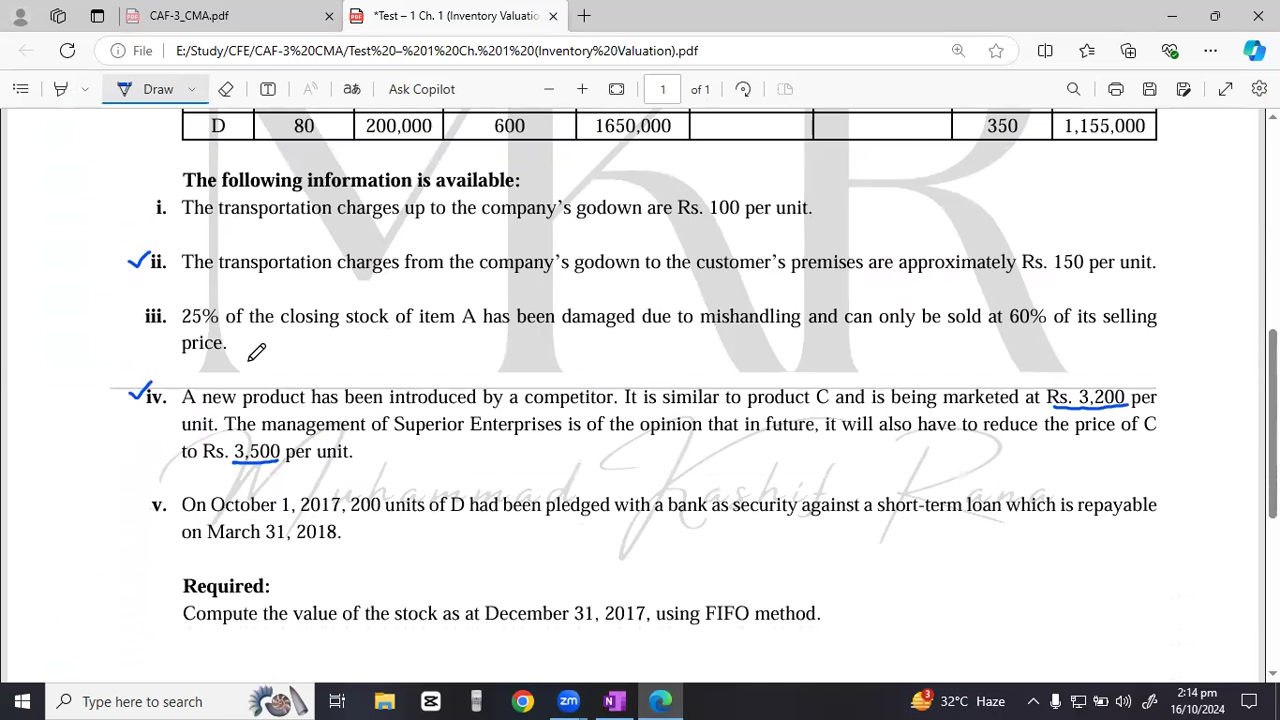 CAF-3_CMA.pdf
*Test – 1 Ch. 1 (Inventory Valuatio
File
E:/Study/CFE/CAF-3%20CMA/Test%20–%201%20Ch.%201%20(Inventory%20Valuation).pdf
Draw
Ask Copilot
1
of 1
D 80 200,000 600 1650,000 350 1,155,000
The following information is available:
i. The transportation charges up to the company’s godown are Rs. 100 per unit.
ii. The transportation charges from the company’s godown to the customer’s premises are approximately Rs. 150 per unit.
iii. 25% of the closing stock of item A has been damaged due to mishandling and can only be sold at 60% of its selling
price.
iv. A new product has been introduced by a competitor. It is similar to product C and is being marketed at Rs. 3,200 per
unit. The management of Superior Enterprises is of the opinion that in future, it will also have to reduce the price of C
to Rs. 3,500 per unit.
v. On October 1, 2017, 200 units of D had been pledged with a bank as security against a short-term loan which is repayable
on March 31, 2018.
Required:
Compute the value of the stock as at December 31, 2017, using FIFO method.
MKR
Muhammad Kashif Rana
Type here to search
3
32°C Haze
2:14 pm
16/10/2024